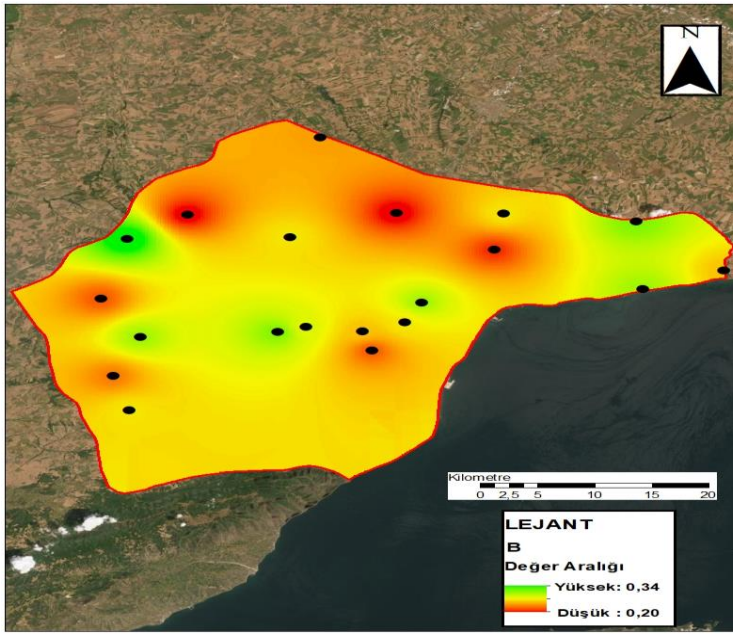 N
Kilometre
0 2,5 5 10 15 20
LEJANT
B
Değer Aralığı
Yüksek: 0,34
Düşük : 0,20